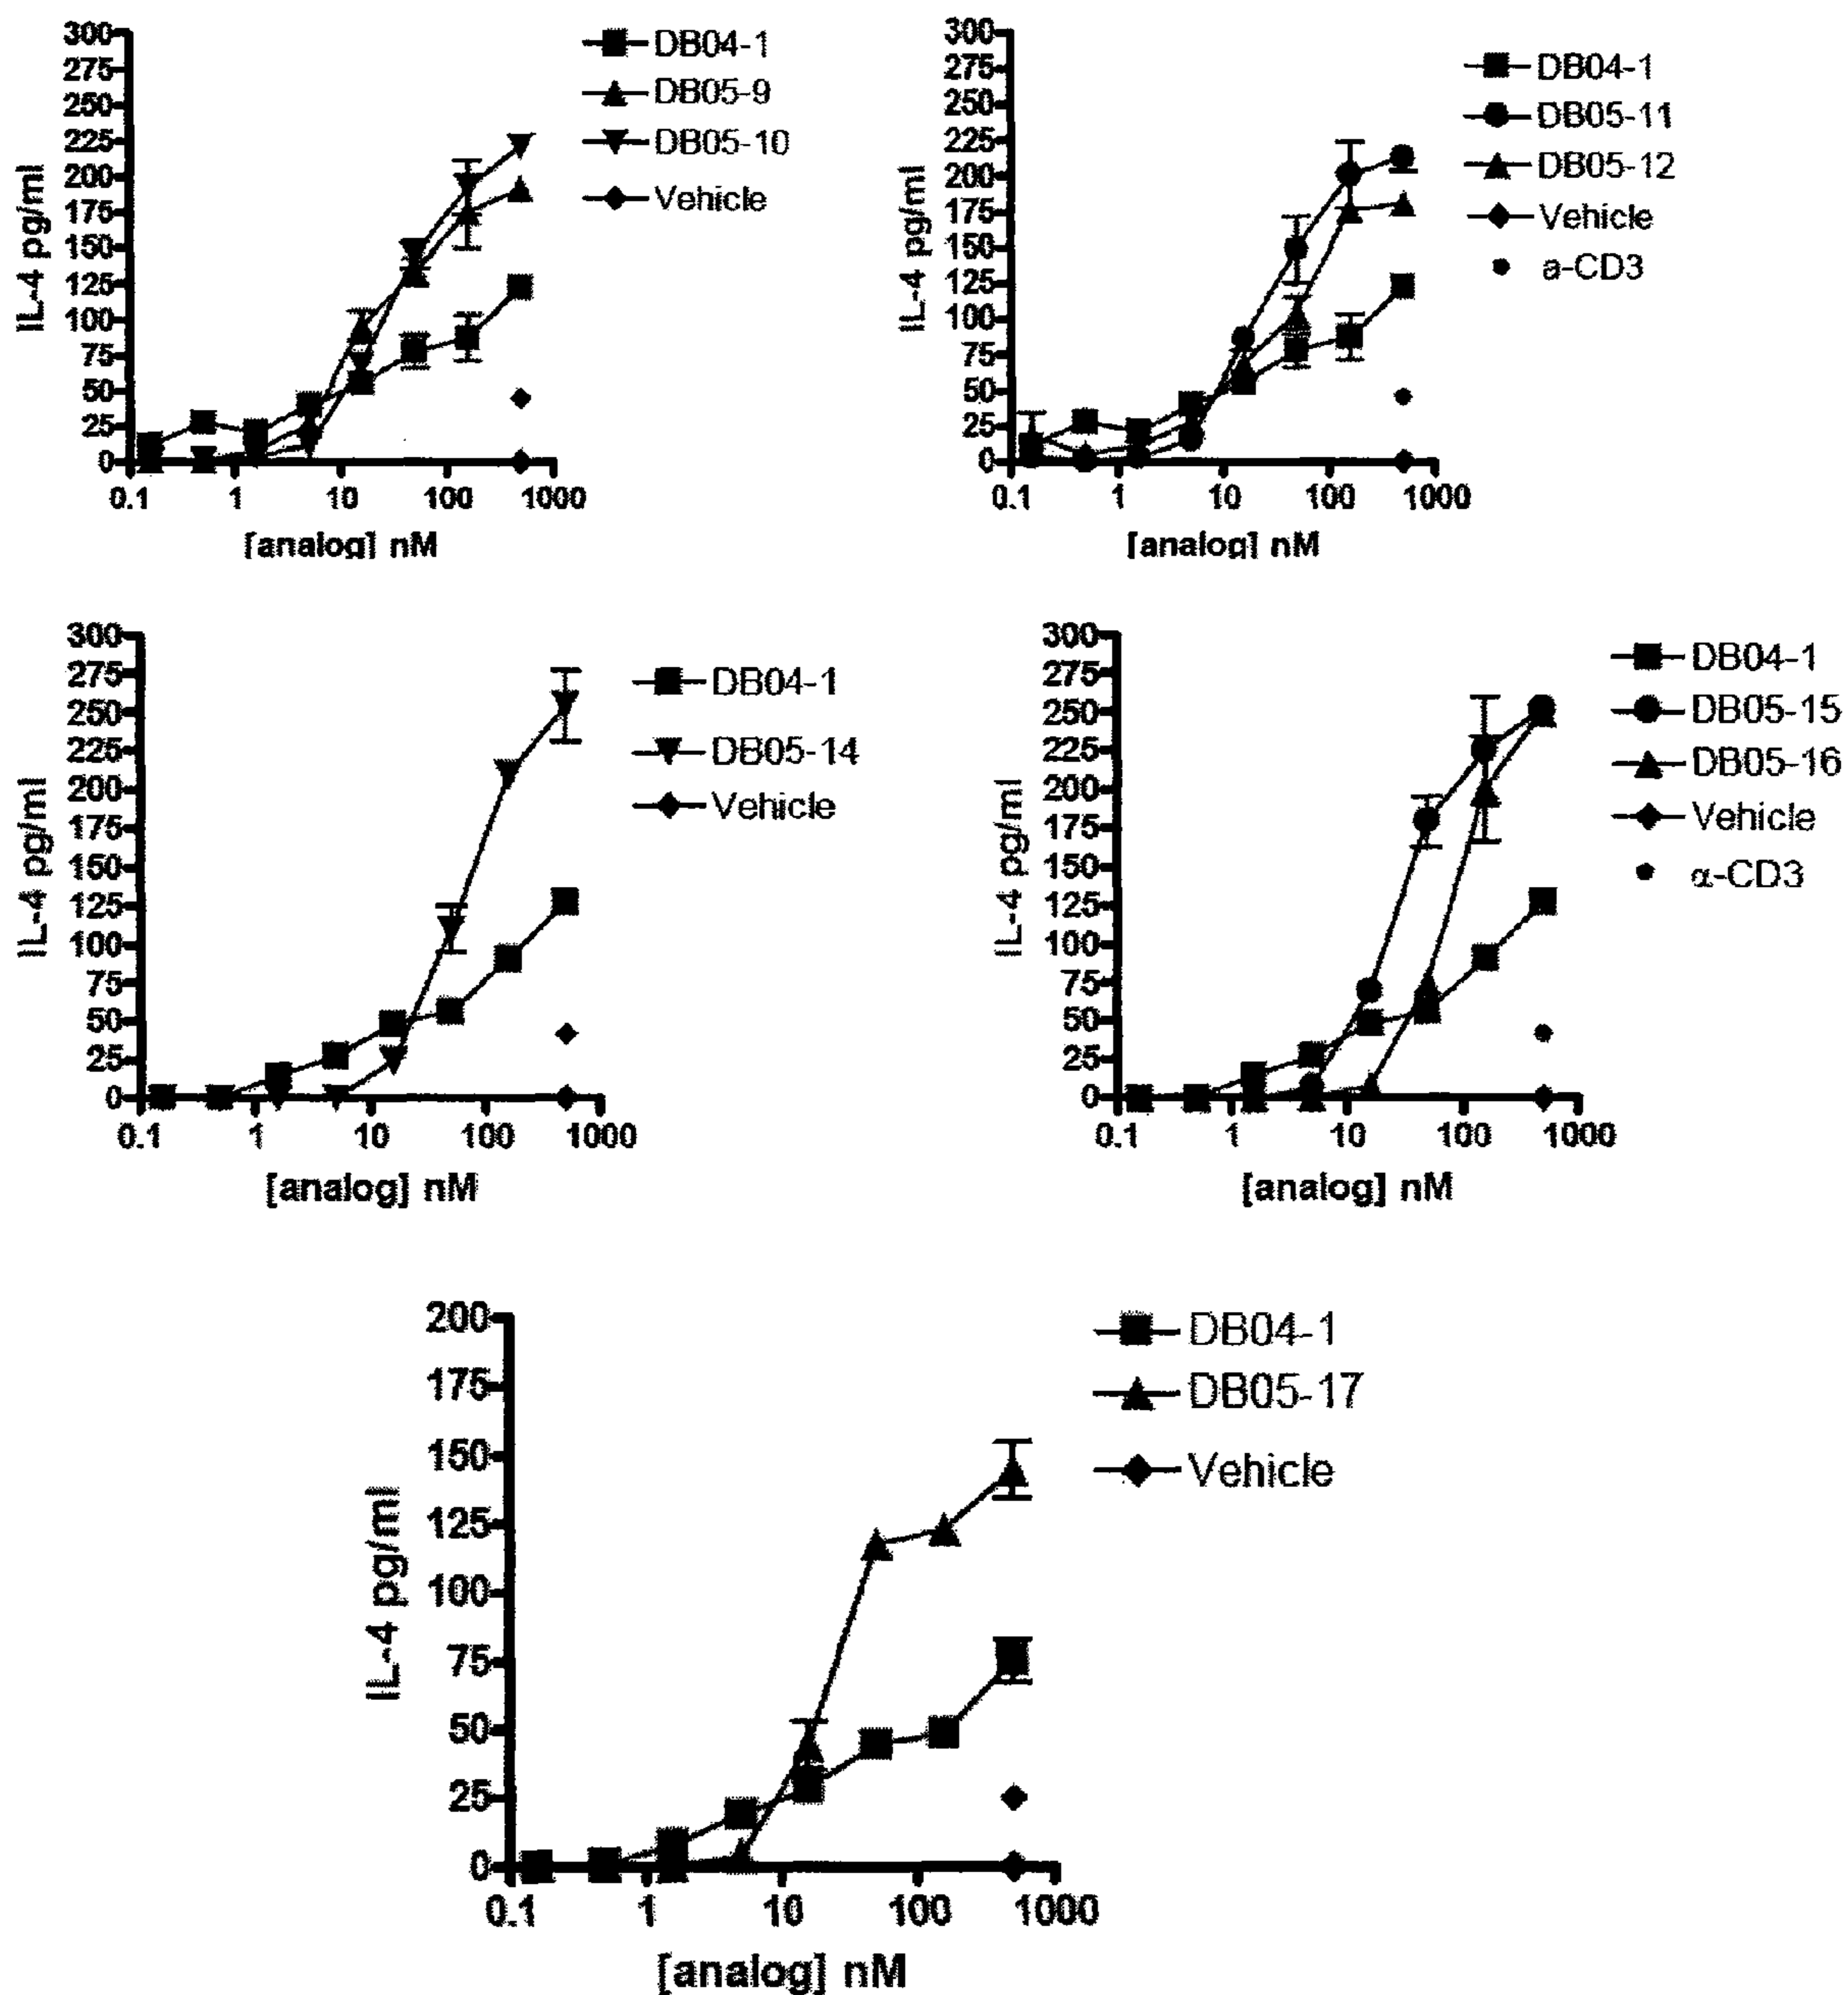 300
275
250
225
200
175
150
125
100
75
50
25
0
IL-4 pg/ml
0.1 1 10 100 1000
[analog] nM
DB04-1
DB05-9
DB05-10
Vehicle
300
275
250
225
200
175
150
125
100
75
50
25
0
IL-4 pg/ml
0.1 1 10 100 1000
[analog] nM
DB04-1
DB05-11
DB05-12
Vehicle
a-CD3
300
275
250
225
200
175
150
125
100
75
50
25
0
IL-4 pg/ml
0.1 1 10 100 1000
[analog] nM
DB04-1
DB05-14
Vehicle
300
275
250
225
200
175
150
125
100
75
50
25
0
IL-4 pg/ml
0.1 1 10 100 1000
[analog] nM
DB04-1
DB05-15
DB05-16
Vehicle
α-CD3
200
175
150
125
100
75
50
25
0
IL-4 pg/ml
0.1 1 10 100 1000
[analog] nM
DB04-1
DB05-17
Vehicle